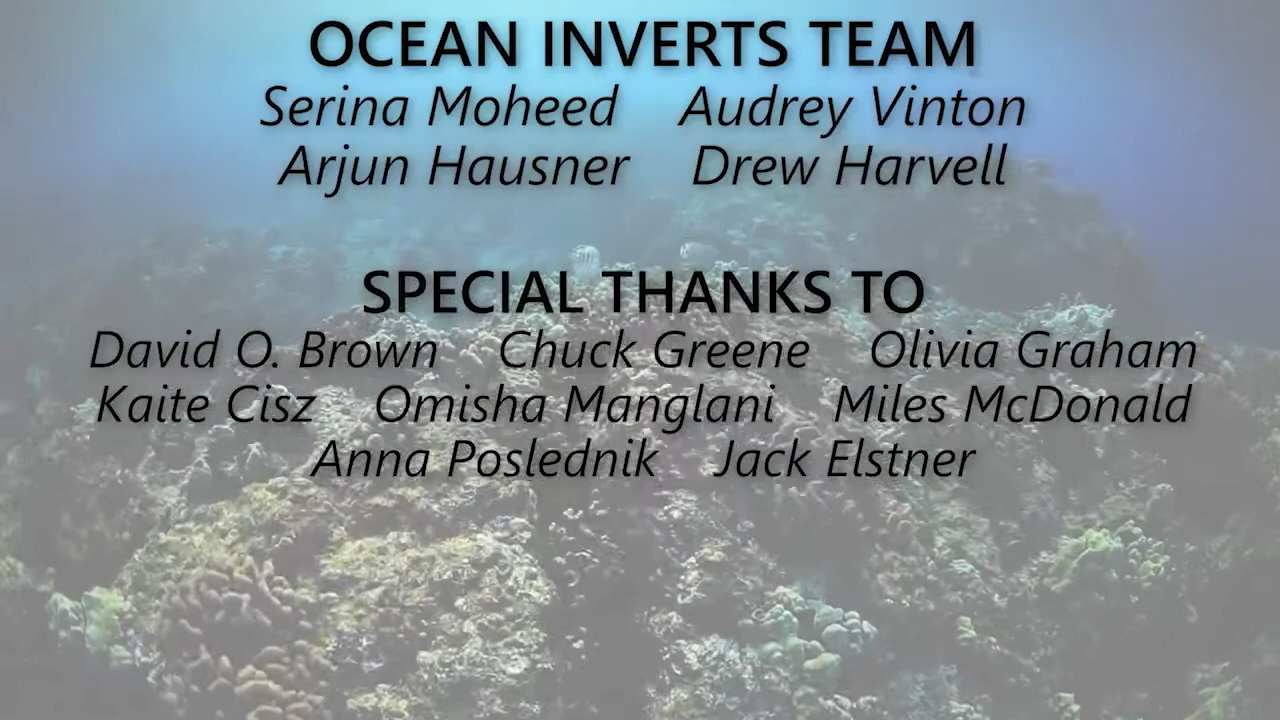 OCEAN INVERTS TEAM
Serina Moheed Audrey Vinton
Arjun Hausner Drew Harvell
SPECIAL THANKS TO
David O. Brown Chuck Greene Olivia Graham
Kaite Cisz Omisha Manglani Miles McDonald
Anna Poslednik Jack Elstner